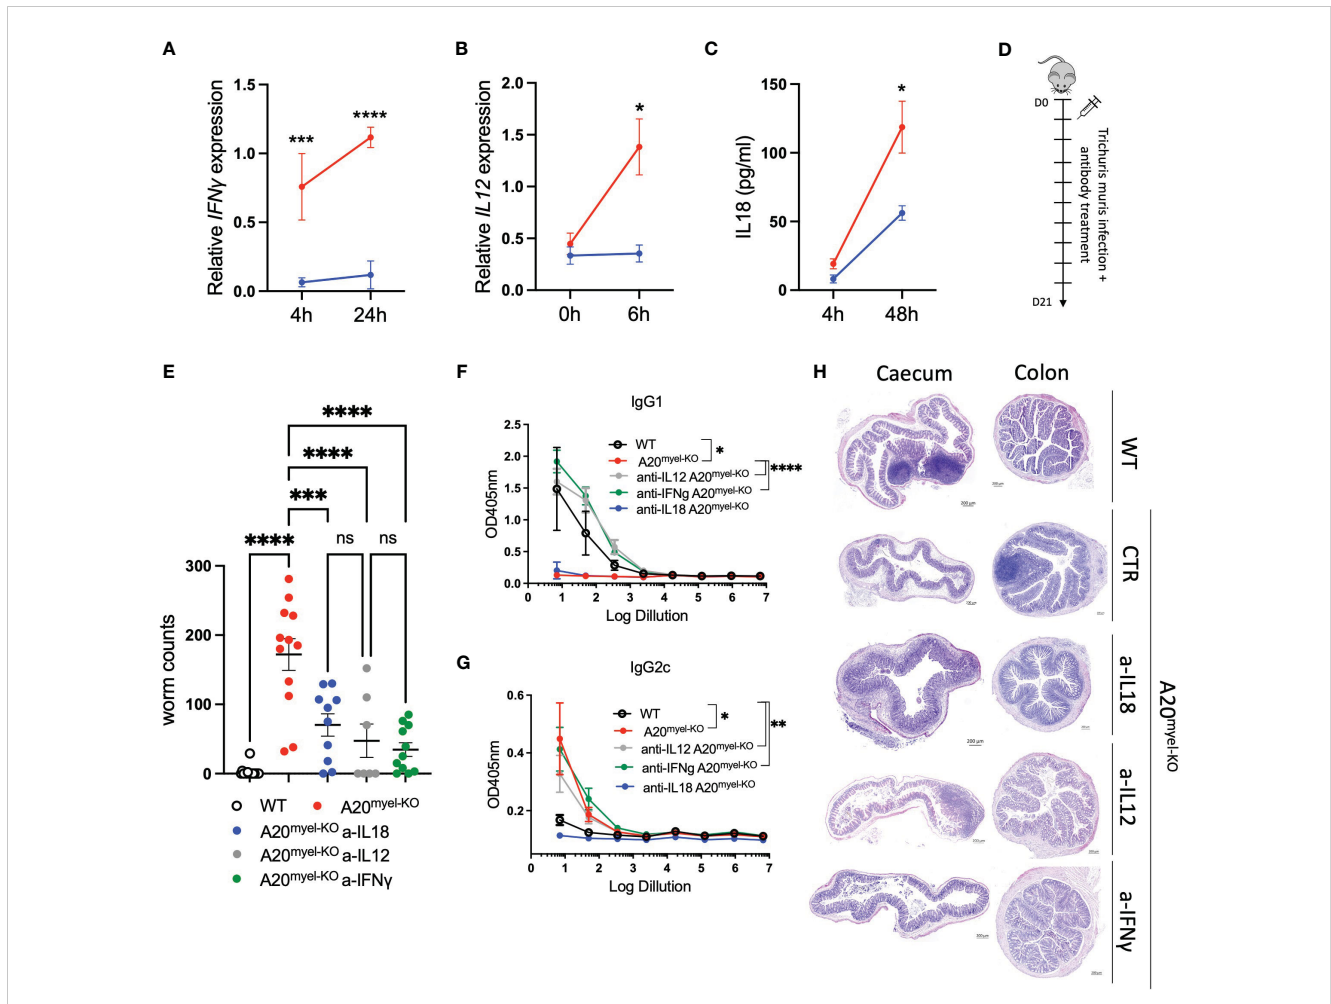 A
B
C
D
Relative IFNγ expression
1.5
1.0
0.5
0.0
***
****
4h
24h
Relative IL12 expression
2.0
1.5
1.0
0.5
0.0
*
0h
6h
IL18 (pg/ml)
150
100
50
0
*
4h
48h
D0
D21
Trichuris muris infection +
antibody treatment
E
****
****
***
****
ns
ns
worm counts
300
200
100
0
WT
A20myel-KO
A20myel-KO a-IL18
A20myel-KO a-IL12
A20myel-KO a-IFNγ
F
IgG1
OD405nm
2.5
2.0
1.5
1.0
0.5
0.0
0 1 2 3 4 5 6 7
Log Dillution
WT
A20myel-KO
anti-IL12 A20myel-KO
anti-IFNg A20myel-KO
anti-IL18 A20myel-KO
*
****
G
IgG2c
OD405nm
0.6
0.4
0.2
0 1 2 3 4 5 6 7
Log Dillution
WT
A20myel-KO
anti-IL12 A20myel-KO
anti-IFNg A20myel-KO
anti-IL18 A20myel-KO
*
**
H
Caecum
Colon
WT
CTR
a-IL18
a-IL12
a-IFNγ
A20myel-KO
200 µm
200 µm